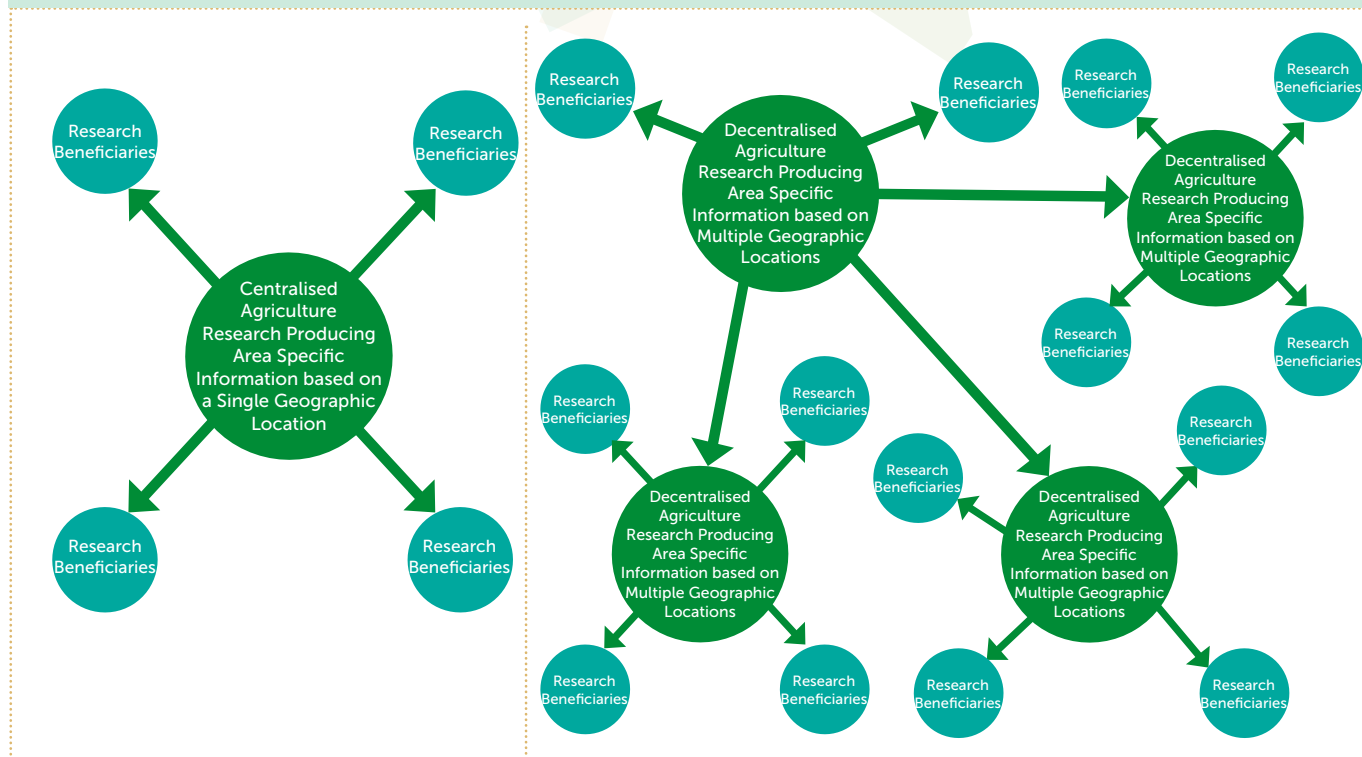 Research
Beneficiaries
Research
Beneficiaries
Centralised
Agriculture
Research Producing
Area Specific
Information based on
a Single Geographic
Location
Research
Beneficiaries
Research
Beneficiaries
Research
Beneficiaries
Research
Beneficiaries
Decentralised
Agriculture
Research Producing
Area Specific
Information based on
Multiple Geographic
Locations
Research
Beneficiaries
Research
Beneficiaries
Decentralised
Agriculture
Research Producing
Area Specific
Information based on
Multiple Geographic
Locations
Research
Beneficiaries
Research
Beneficiaries
Research
Beneficiaries
Research
Beneficiaries
Decentralised
Agriculture
Research Producing
Area Specific
Information based on
Multiple Geographic
Locations
Research
Beneficiaries
Research
Beneficiaries
Research
Beneficiaries
Research
Beneficiaries
Decentralised
Agriculture
Research Producing
Area Specific
Information based on
Multiple Geographic
Locations
Research
Beneficiaries
Research
Beneficiaries